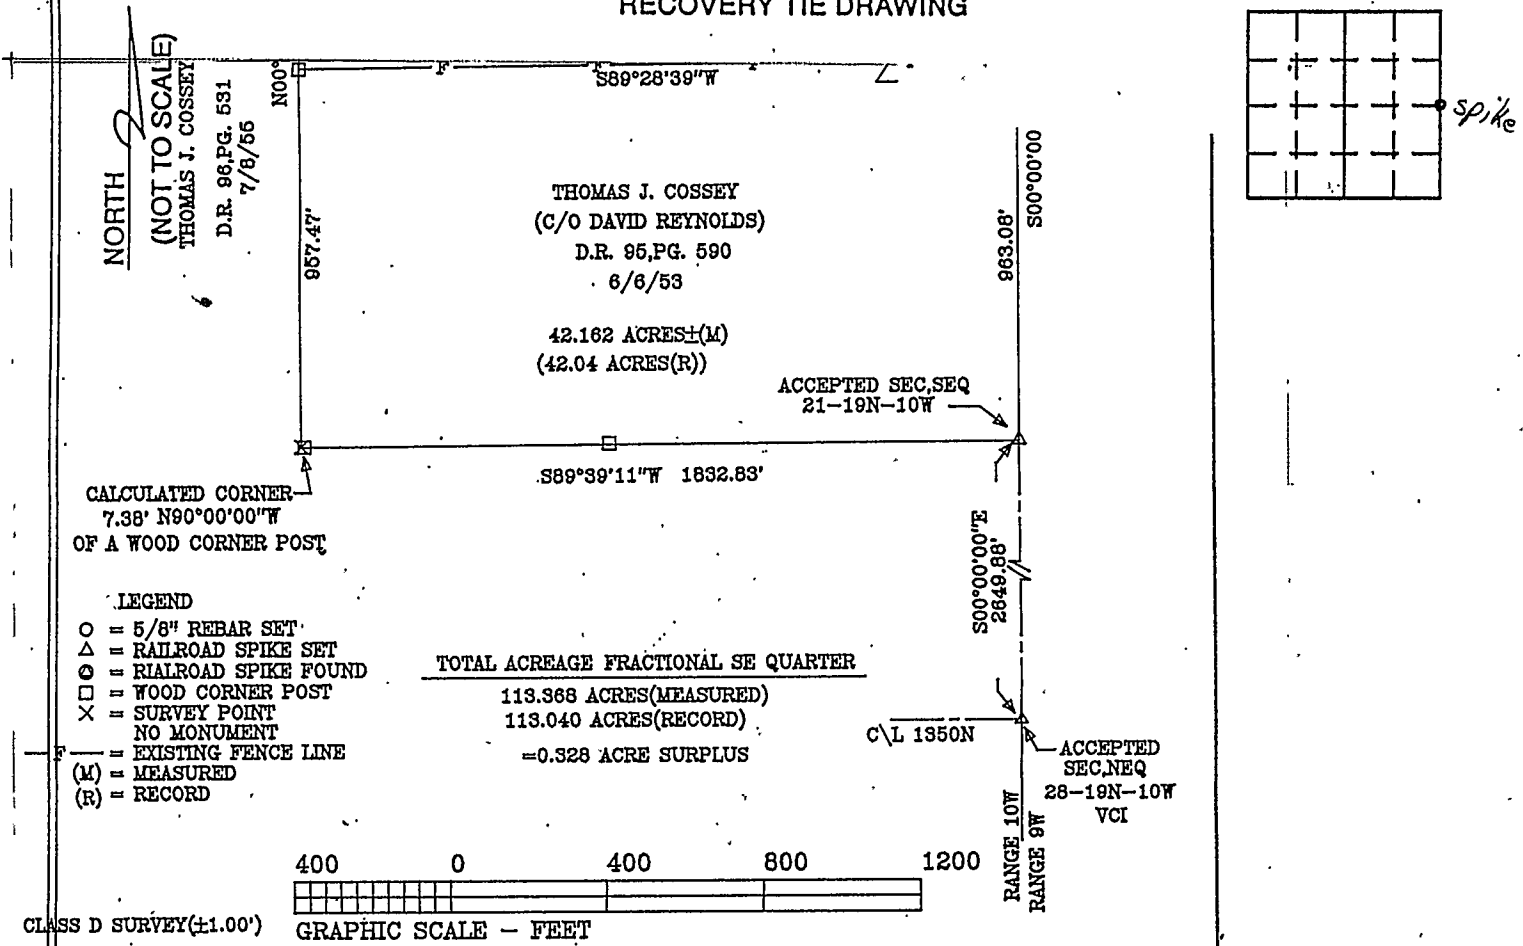 RECOVERY TIE DRAWING
NORTH
(NOT TO SCALE)
THOMAS J. COSSEY
D.R. 96,PG. 531
7/8/56
N00°
S89°28'39"W
957.47'
THOMAS J. COSSEY
(C/O DAVID REYNOLDS)
D.R. 95,PG. 590
6/6/53
42.162 ACRES±(M)
(42.04 ACRES(R))
963.08'
S00°00'00
spike
ACCEPTED SEC,SEQ
21-19N-10W
S89°39'11"W 1832.83'
CALCULATED CORNER
7.38' N90°00'00"W
OF A WOOD CORNER POST
S00°00'00"E
2649.88'
LEGEND
O = 5/8" REBAR SET
△ = RAILROAD SPIKE SET
= RIALROAD SPIKE FOUND
□ = WOOD CORNER POST
X = SURVEY POINT
NO MONUMENT
F = EXISTING FENCE LINE
(M) = MEASURED
(R) = RECORD
TOTAL ACREAGE FRACTIONAL SE QUARTER
113.368 ACRES(MEASURED)
113.040 ACRES(RECORD)
=0.328 ACRE SURPLUS
C\L 1350N
ACCEPTED
SEC,NEQ
28-19N-10W
VCI
RANGE 10W
RANGE 9W
400 0 400 800 1200
GRAPHIC SCALE - FEET
CLASS D SURVEY(±1.00')